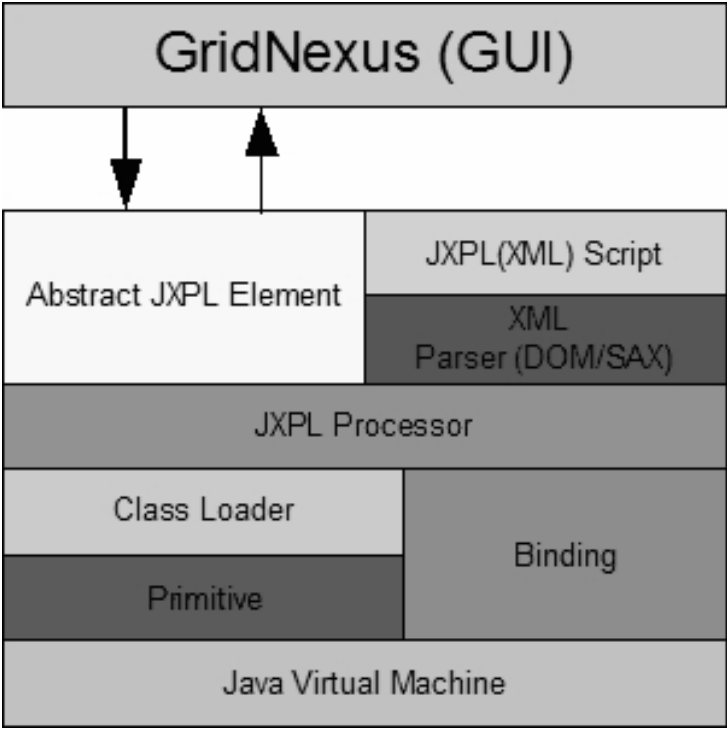 GridNexus (GUI)
Abstract JXPL Element
JXPL(XML) Script
XML
Parser (DOM/SAX)
JXPL Processor
Class Loader
Primitive
Binding
Java Virtual Machine